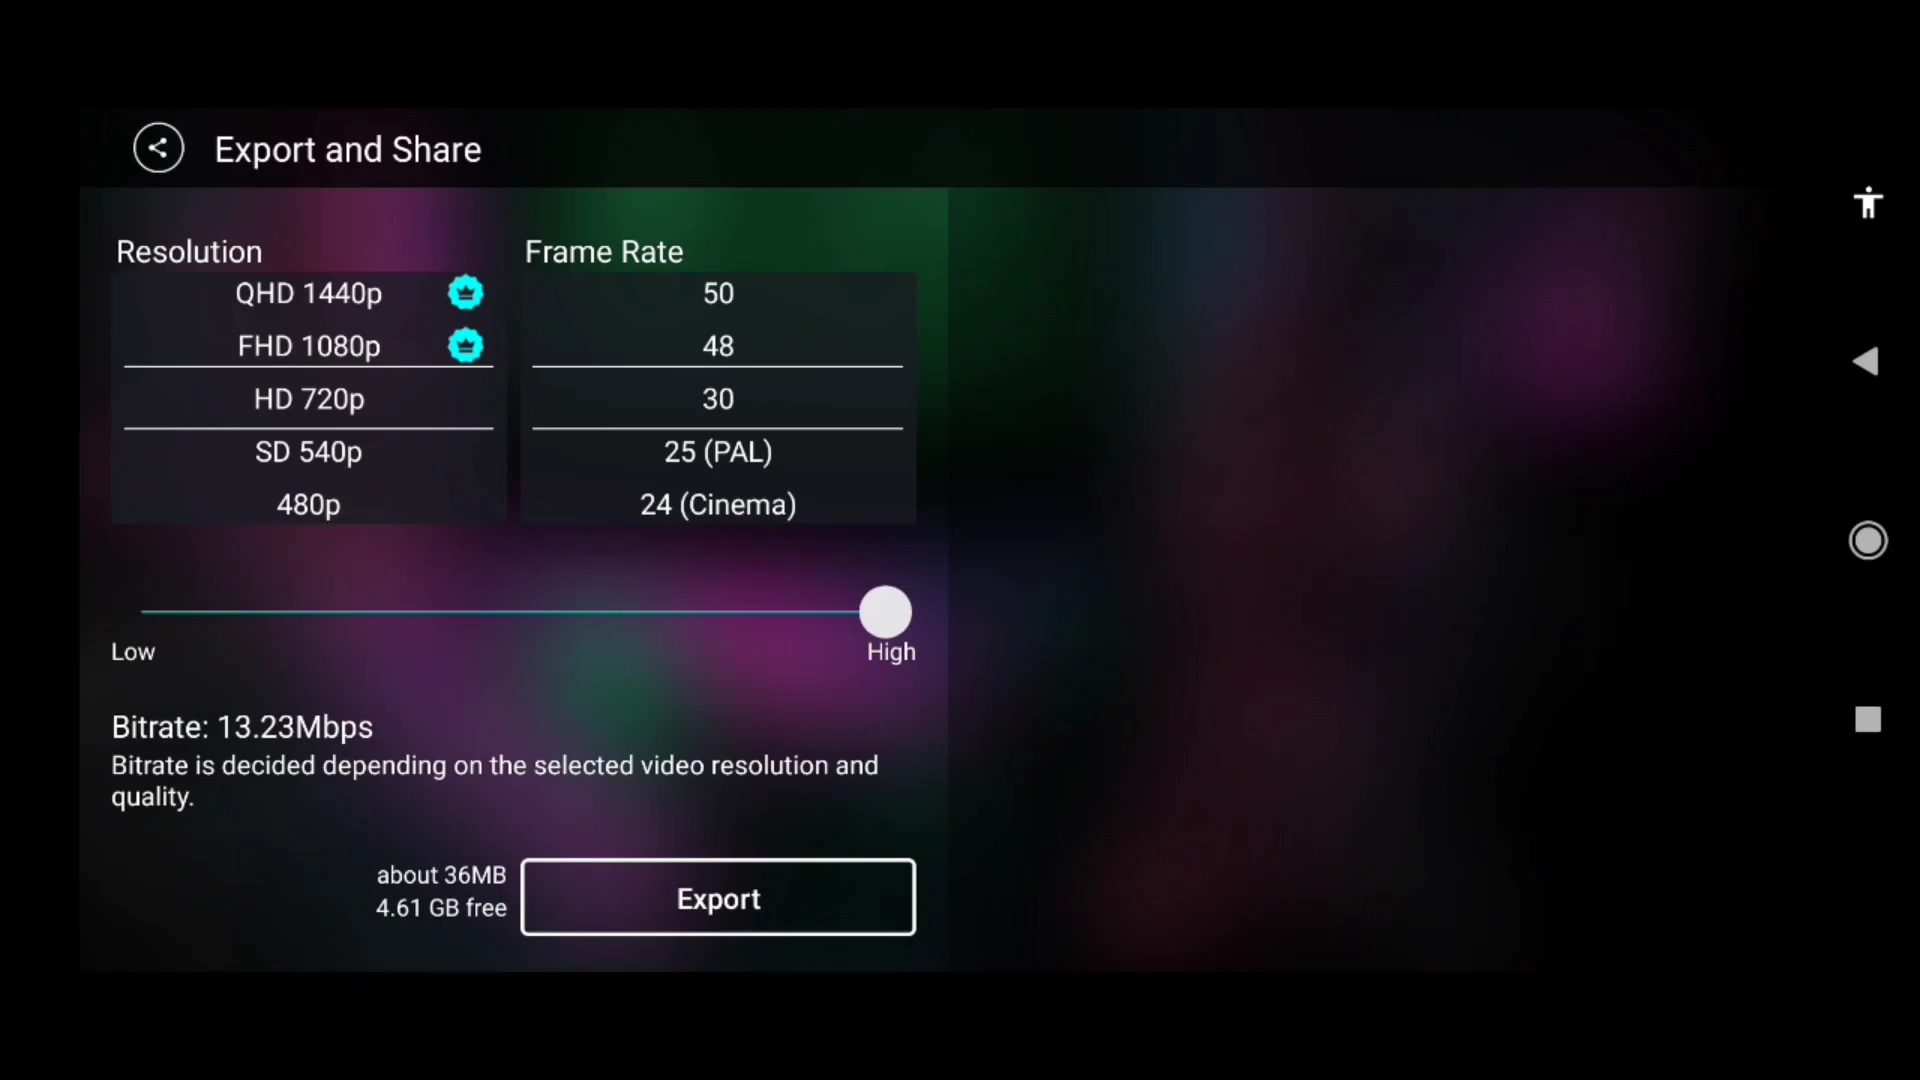 Export and Share
Resolution
QHD 1440p
FHD 1080p
HD 720p
SD 540p
480p
Frame Rate
50
48
30
25 (PAL)
24 (Cinema)
Low
High
Bitrate: 13.23Mbps
Bitrate is decided depending on the selected video resolution and
quality.
about 36MB
4.61 GB free
Export